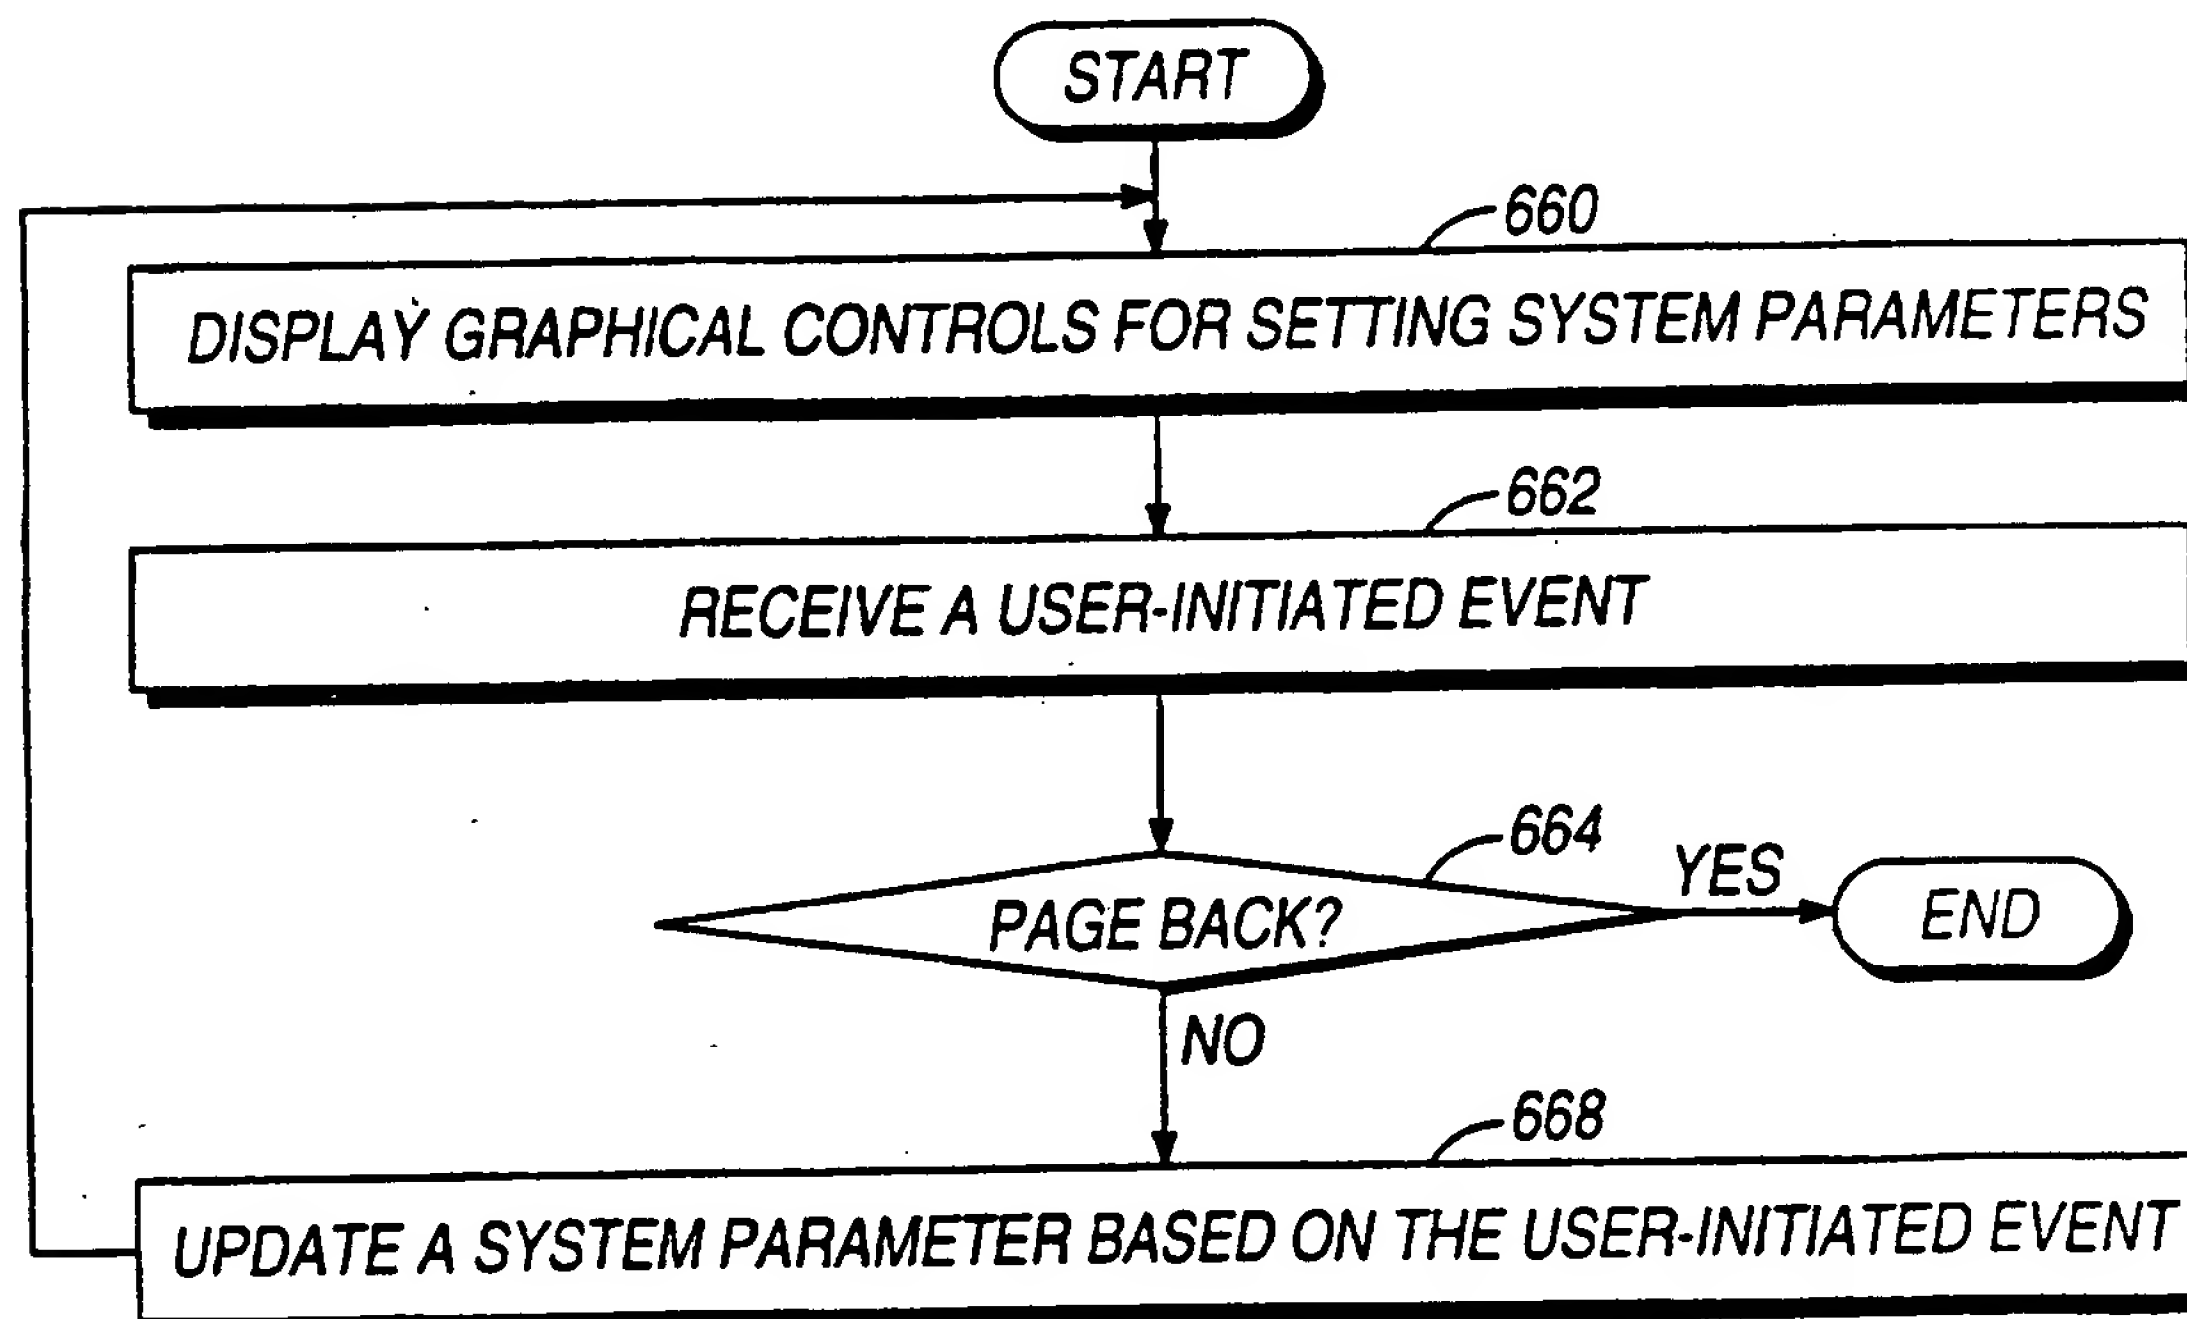 START
660
DISPLAY GRAPHICAL CONTROLS FOR SETTING SYSTEM PARAMETERS
662
RECEIVE A USER-INITIATED EVENT
664
YES
PAGE BACK?
END
NO
668
UPDATE A SYSTEM PARAMETER BASED ON THE USER-INITIATED EVENT